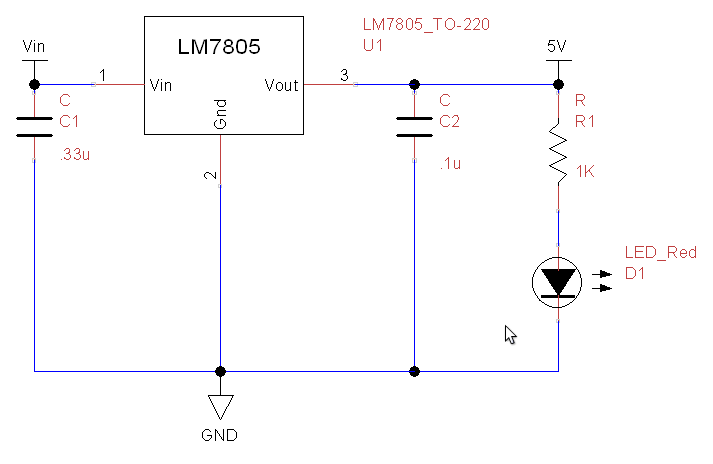 LM7805_TO-220
U1
Vin
LM7805
5V
1
Vin
Vout
3
Gnd
2
C
C1
.33u
C
C2
.1u
R
R1
1K
LED_Red
D1
GND